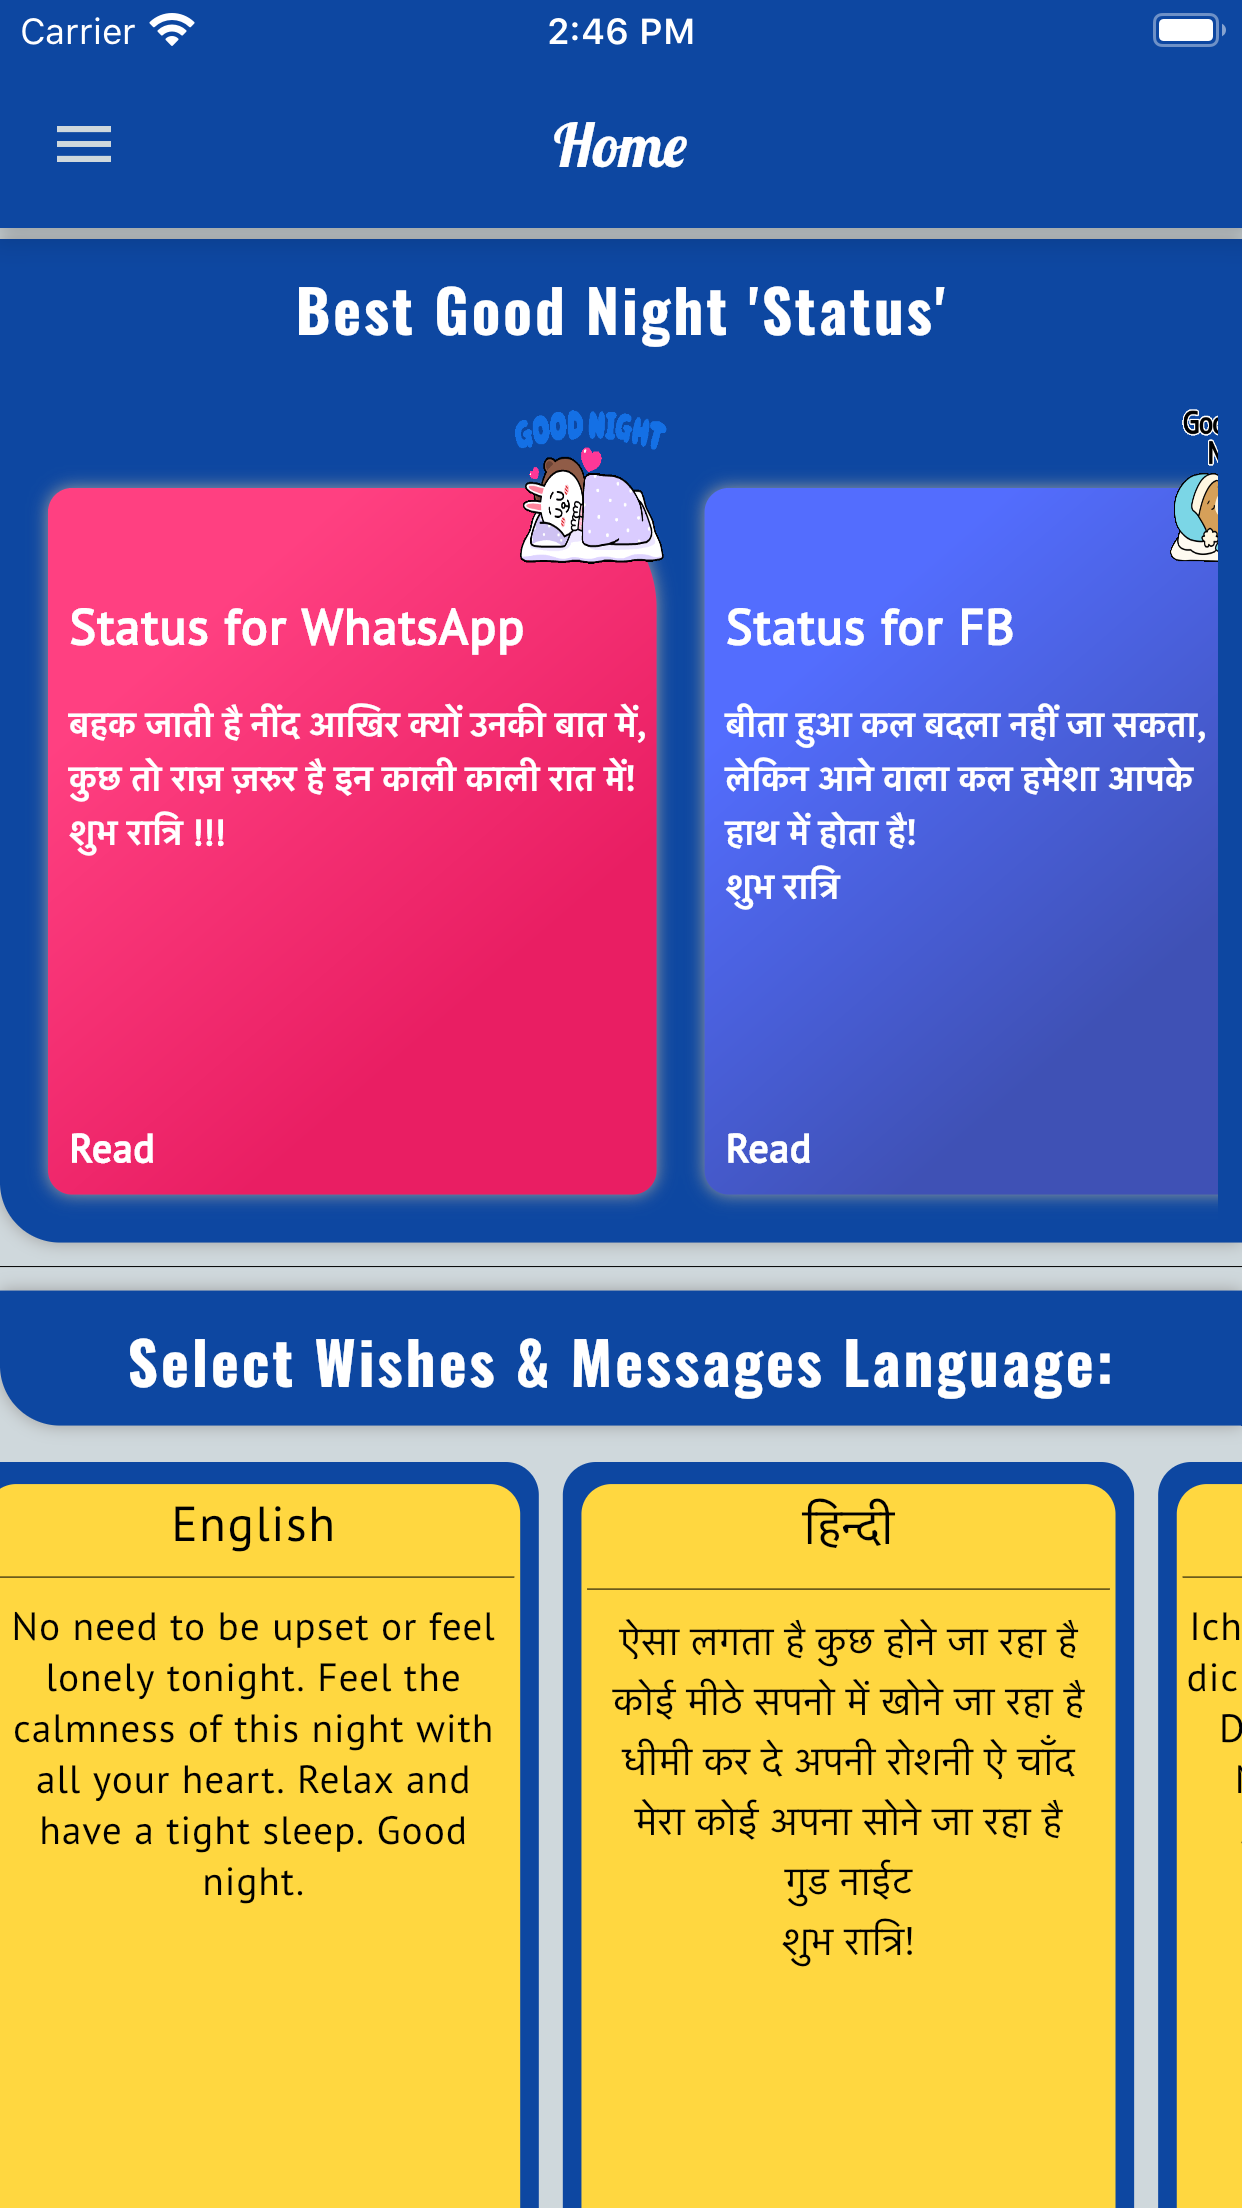 Carrier
2:46 PM
Home
Best Good Night 'Status'
GOOD NIGHT
Status for WhatsApp
बहक जाती है नींद आखिर क्यों उनकी बात में,
कुछ तो राज़ ज़रुर है इन काली काली रात में!
शुभ रात्रि !!!
Read
Status for FB
बीता हुआ कल बदला नहीं जा सकता,
लेकिन आने वाला कल हमेशा आपके
हाथ में होता है!
शुभ रात्रि
Read
Select Wishes & Messages Language:
English
No need to be upset or feel
lonely tonight. Feel the
calmness of this night with
all your heart. Relax and
have a tight sleep. Good
night.
हिन्दी
ऐसा लगता है कुछ होने जा रहा है
कोई मीठे सपनो में खोने जा रहा है
धीमी कर दे अपनी रोशनी ऐ चाँद
मेरा कोई अपना सोने जा रहा है
गुड नाईट
शुभ रात्रि!
Ich